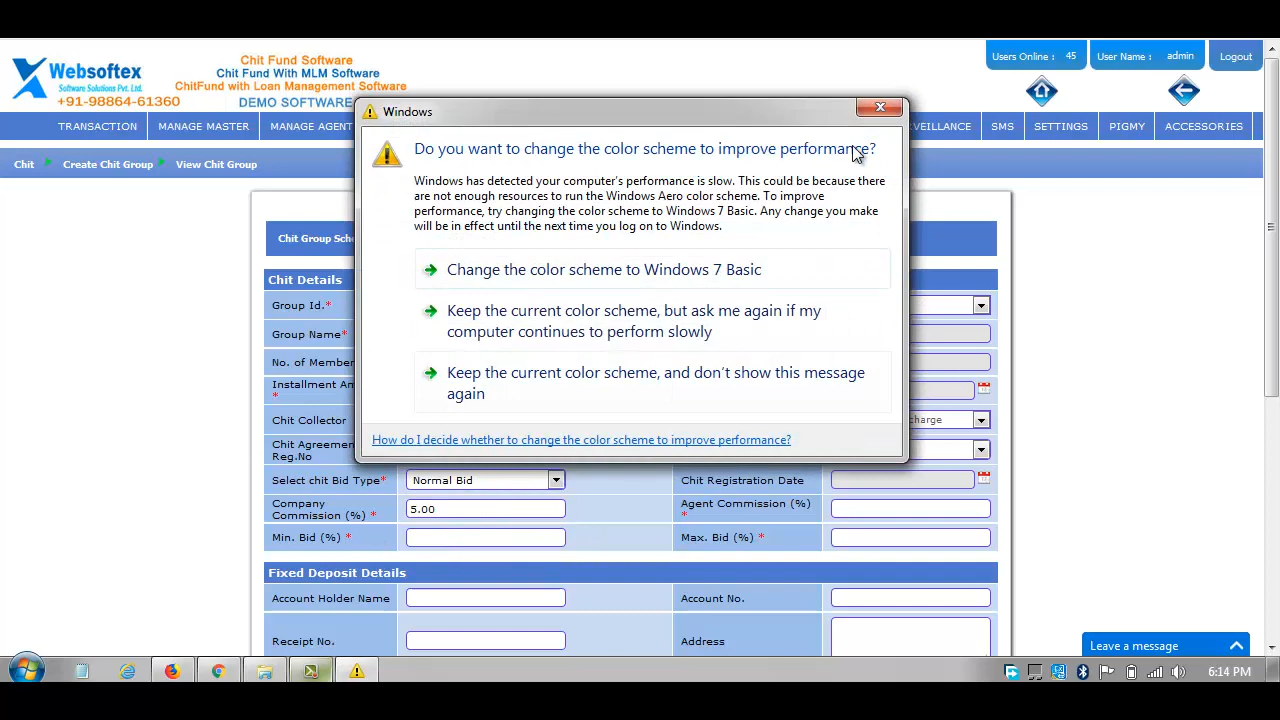 Websoftex
Software Solutions Pvt. Ltd.
+91-98864-61360
Chit Fund Software
Chit Fund With MLM Software
ChitFund with Loan Management Software
DEMO SOFTWARE
Users Online : 45
User Name : admin
Logout
TRANSACTION
MANAGE MASTER
MANAGE AGENT
SMS
SETTINGS
PIGMY
ACCESSORIES
Chit
Create Chit Group
View Chit Group
Windows
Do you want to change the color scheme to improve performance?
Windows has detected your computer's performance is slow. This could be because there
are not enough resources to run the Windows Aero color scheme. To improve
performance, try changing the color scheme to Windows 7 Basic. Any change you make
will be in effect until the next time you log on to Windows.
Change the color scheme to Windows 7 Basic
Keep the current color scheme, but ask me again if my
computer continues to perform slowly
Keep the current color scheme, and don't show this message
again
How do I decide whether to change the color scheme to improve performance?
Chit Group
Chit Details
Group Id.*
Group Name*
No. of
Installment
*
Chit Collector
Chit Agreement
Reg.No
Select chit Bid Type*
Normal Bid
Chit Registration Date
Company
Commission (%) *
5.00
Agent Commission (%)
*
Min. Bid (%) *
Max. Bid (%) *
Fixed Deposit Details
Account Holder Name
Account No.
Receipt No.
Address
Leave a message
6:14 PM